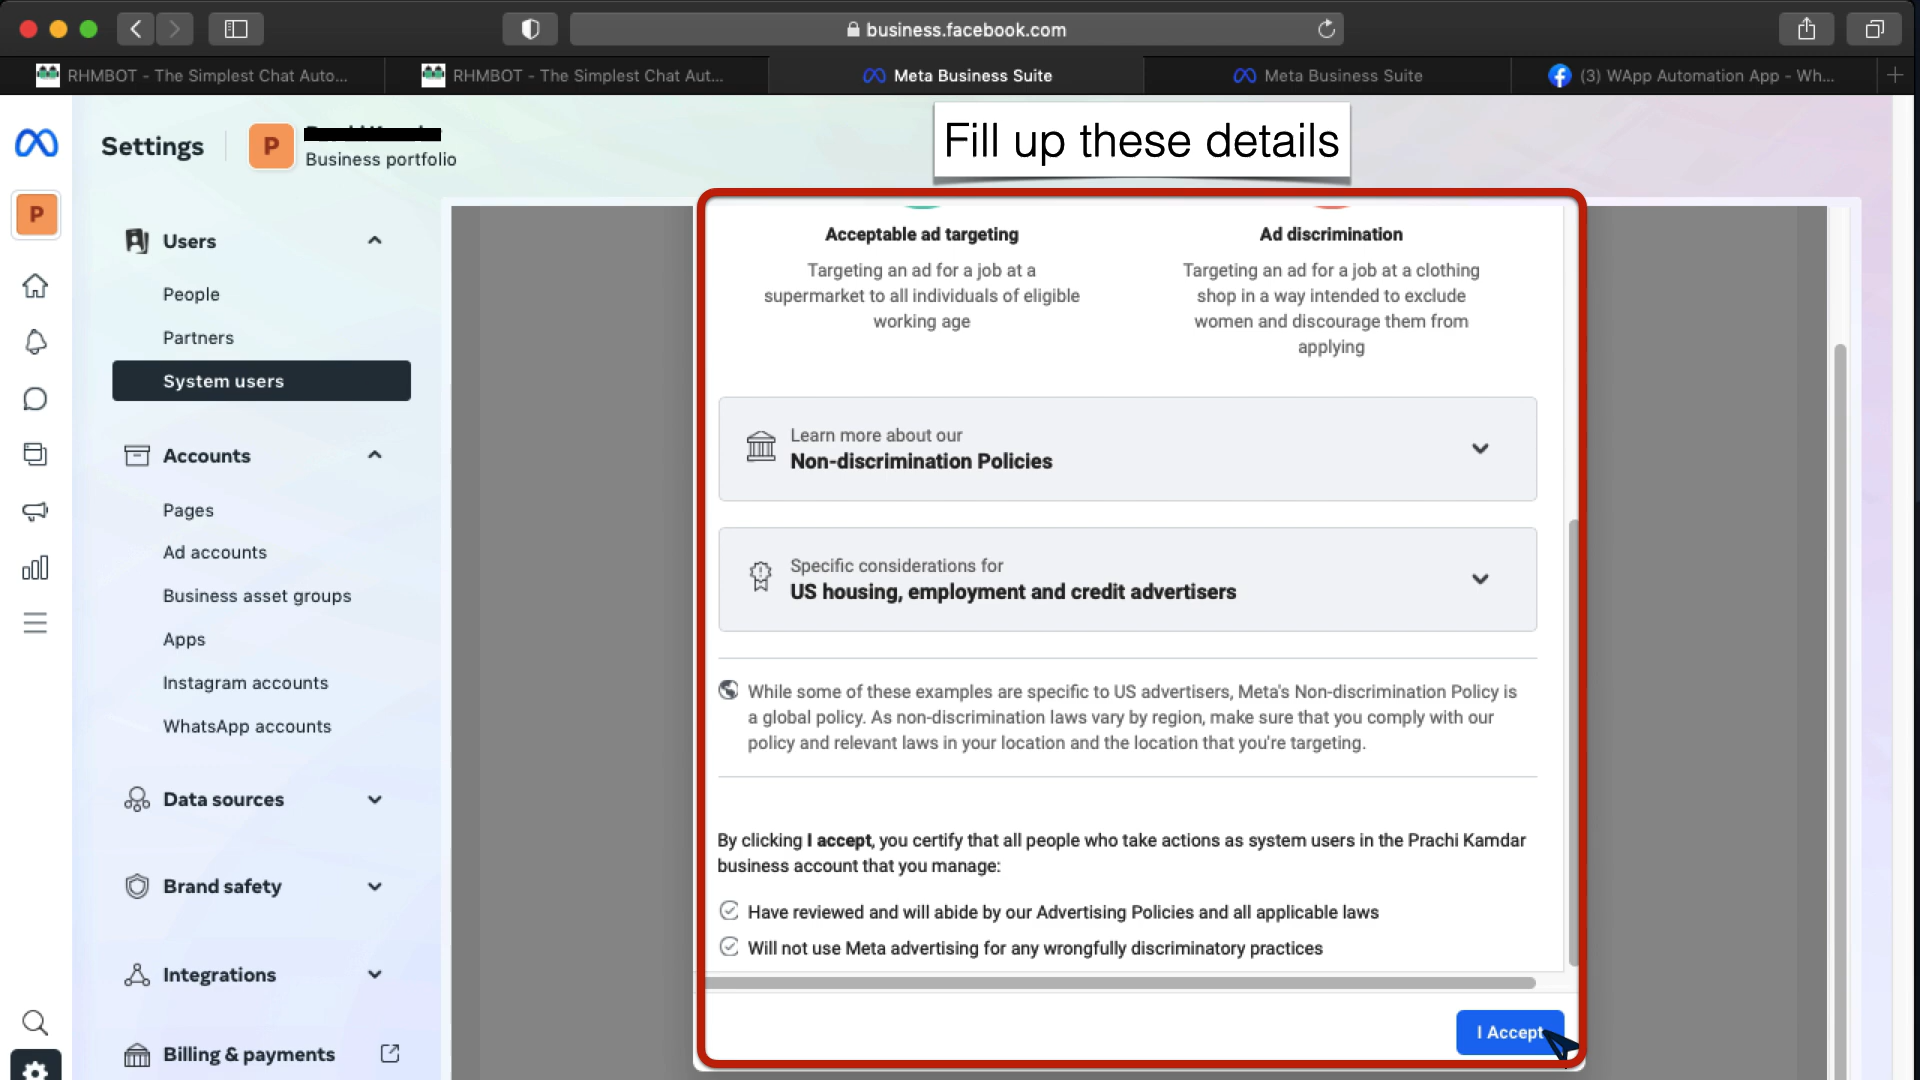 business.facebook.com
RHMBOT - The Simplest Chat Auto...
RHMBOT - The Simplest Chat Aut...
Meta Business Suite
Meta Business Suite
(3) WApp Automation App - Wh...
Fill up these details
Settings
P
Business portfolio
P
Users
People
Partners
System users
Accounts
Pages
Ad accounts
Business asset groups
Apps
Instagram accounts
WhatsApp accounts
Data sources
Brand safety
Integrations
Billing & payments
Acceptable ad targeting
Targeting an ad for a job at a
supermarket to all individuals of eligible
working age
Ad discrimination
Targeting an ad for a job at a clothing
shop in a way intended to exclude
women and discourage them from
applying
Learn more about our
Non-discrimination Policies
Specific considerations for
US housing, employment and credit advertisers
While some of these examples are specific to US advertisers, Meta's Non-discrimination Policy is
a global policy. As non-discrimination laws vary by region, make sure that you comply with our
policy and relevant laws in your location and the location that you're targeting.
By clicking I accept, you certify that all people who take actions as system users in the Prachi Kamdar
business account that you manage:
Have reviewed and will abide by our Advertising Policies and all applicable laws
Will not use Meta advertising for any wrongfully discriminatory practices
I Accept